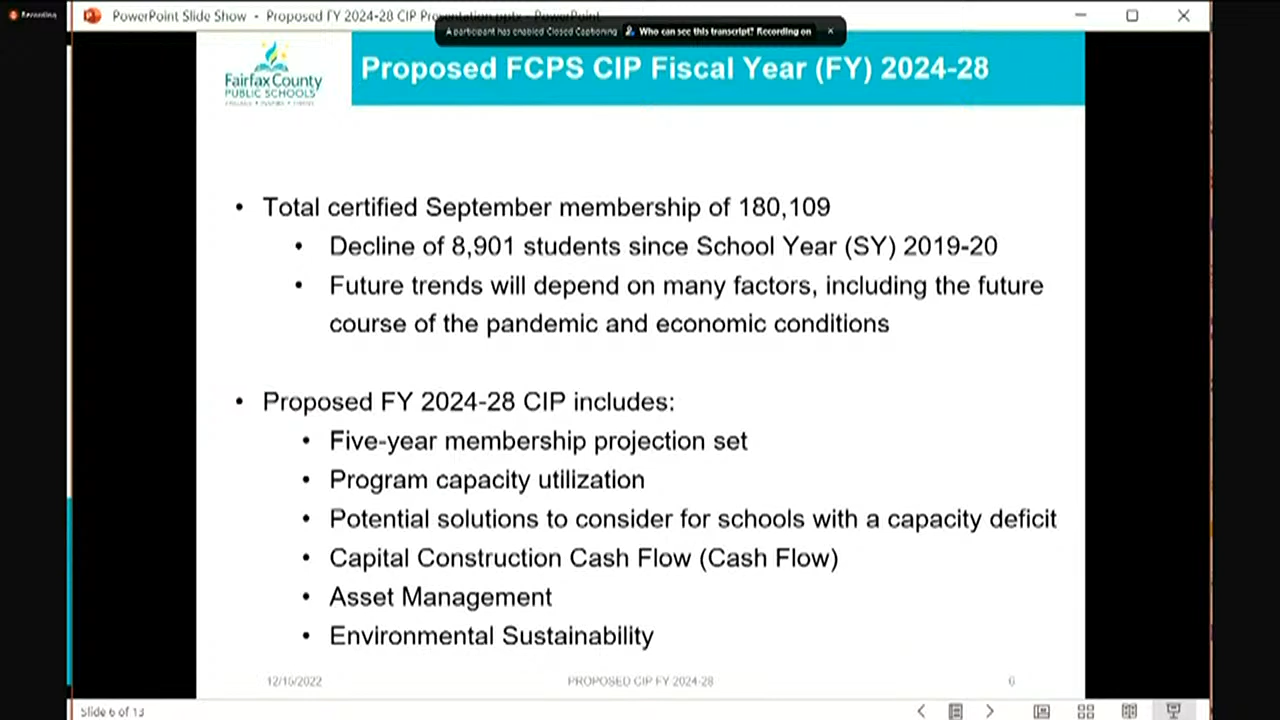 Recording
PowerPoint Slide Show - Proposed FY 2024-28 CIP Presentation.pptx - PowerPoint
A participant has enabled Closed Captioning Who can see this transcript? Recording on
Fairfax County
PUBLIC SCHOOLS
Proposed FCPS CIP Fiscal Year (FY) 2024-28
• Total certified September membership of 180,109
• Decline of 8,901 students since School Year (SY) 2019-20
• Future trends will depend on many factors, including the future
course of the pandemic and economic conditions
• Proposed FY 2024-28 CIP includes:
• Five-year membership projection set
• Program capacity utilization
• Potential solutions to consider for schools with a capacity deficit
• Capital Construction Cash Flow (Cash Flow)
• Asset Management
• Environmental Sustainability
PROPOSED CIP FY 2024-28
6
Slide 6 of 13